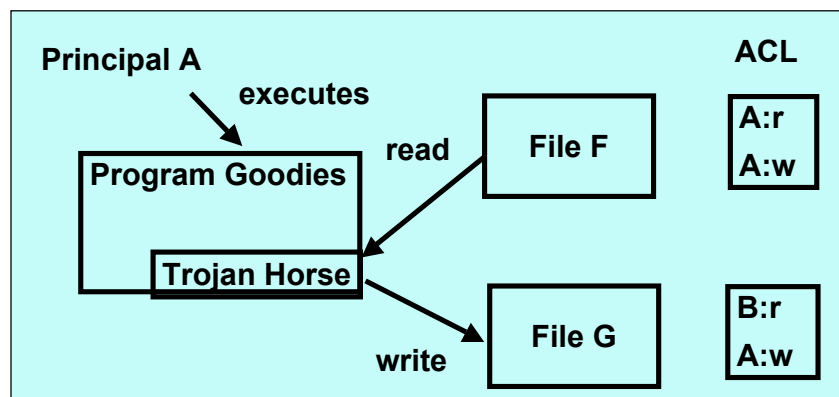 Principal A
ACL
executes
A:r
A:w
read
File F
Program Goodies
Trojan Horse
B:r
A:w
File G
write